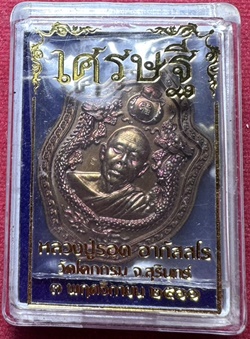 เศรษฐี
หลวงปู่รอด อาภัสสโร
วัดโคกกรม จ.สุรินทร์
๓ พฤศจิกายน ๒๕๖๖